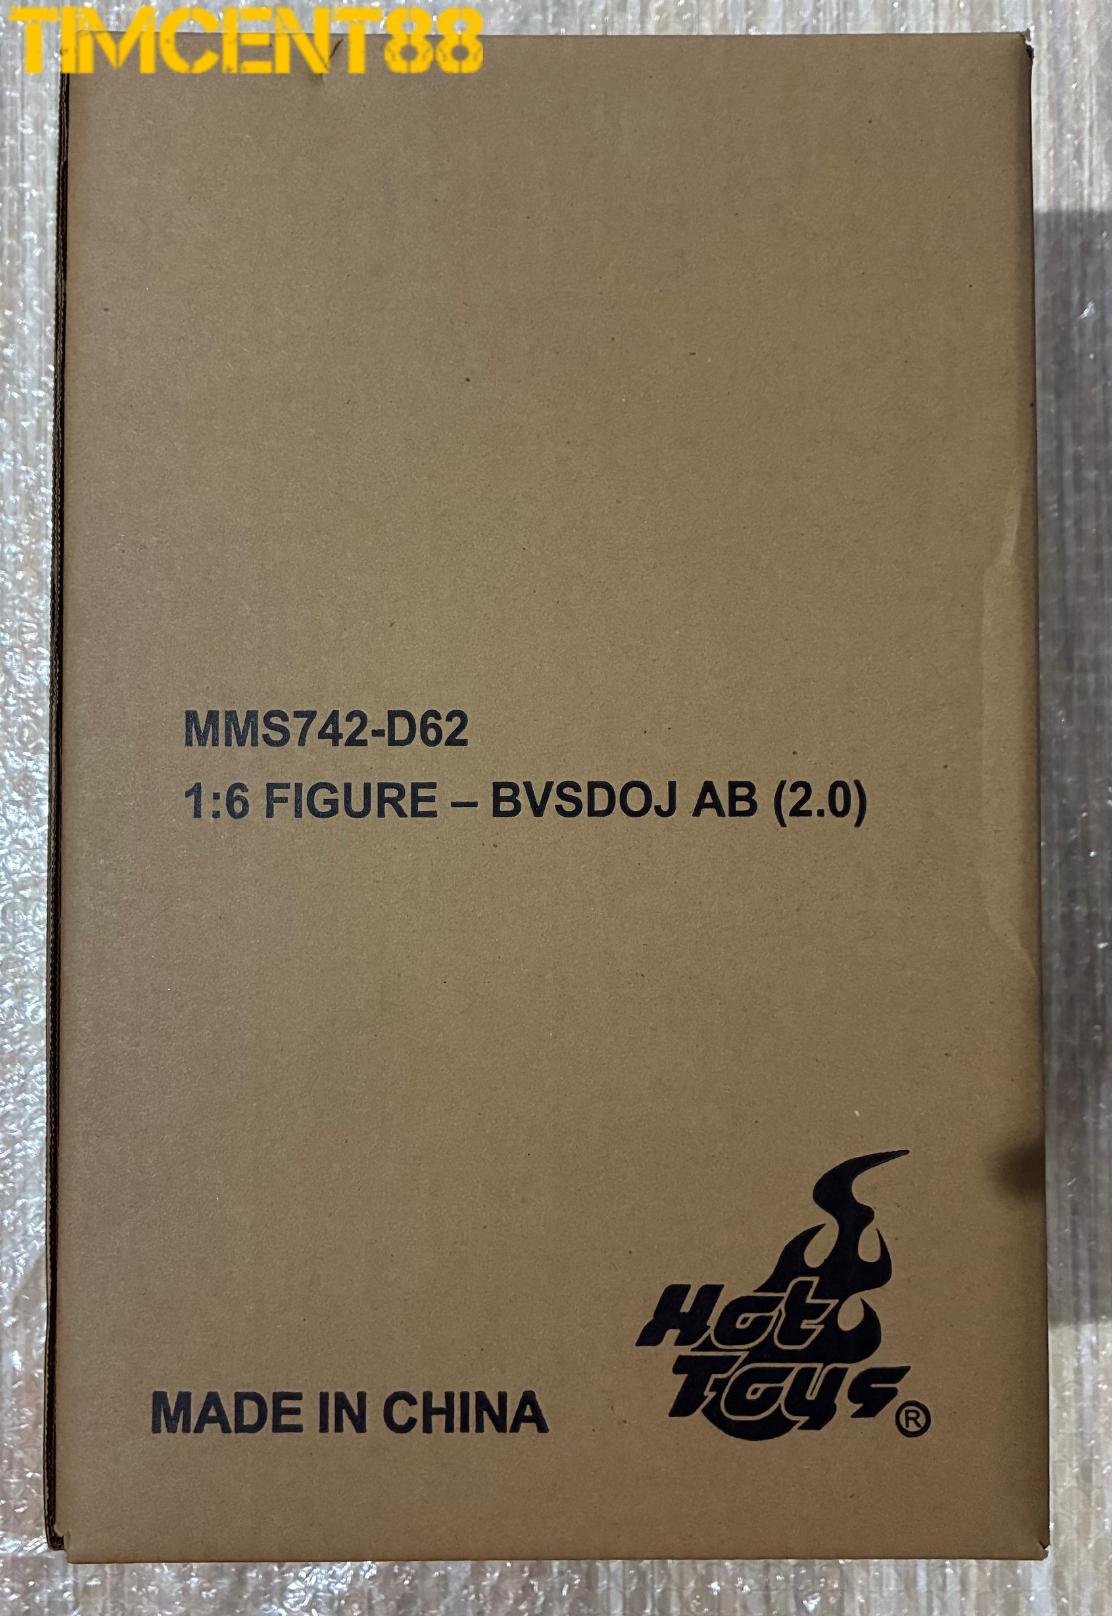 TIMCENT88
MMS742-D62
1:6 FIGURE – BVSDOJ AB (2.0)
Hot
Toys®
MADE IN CHINA